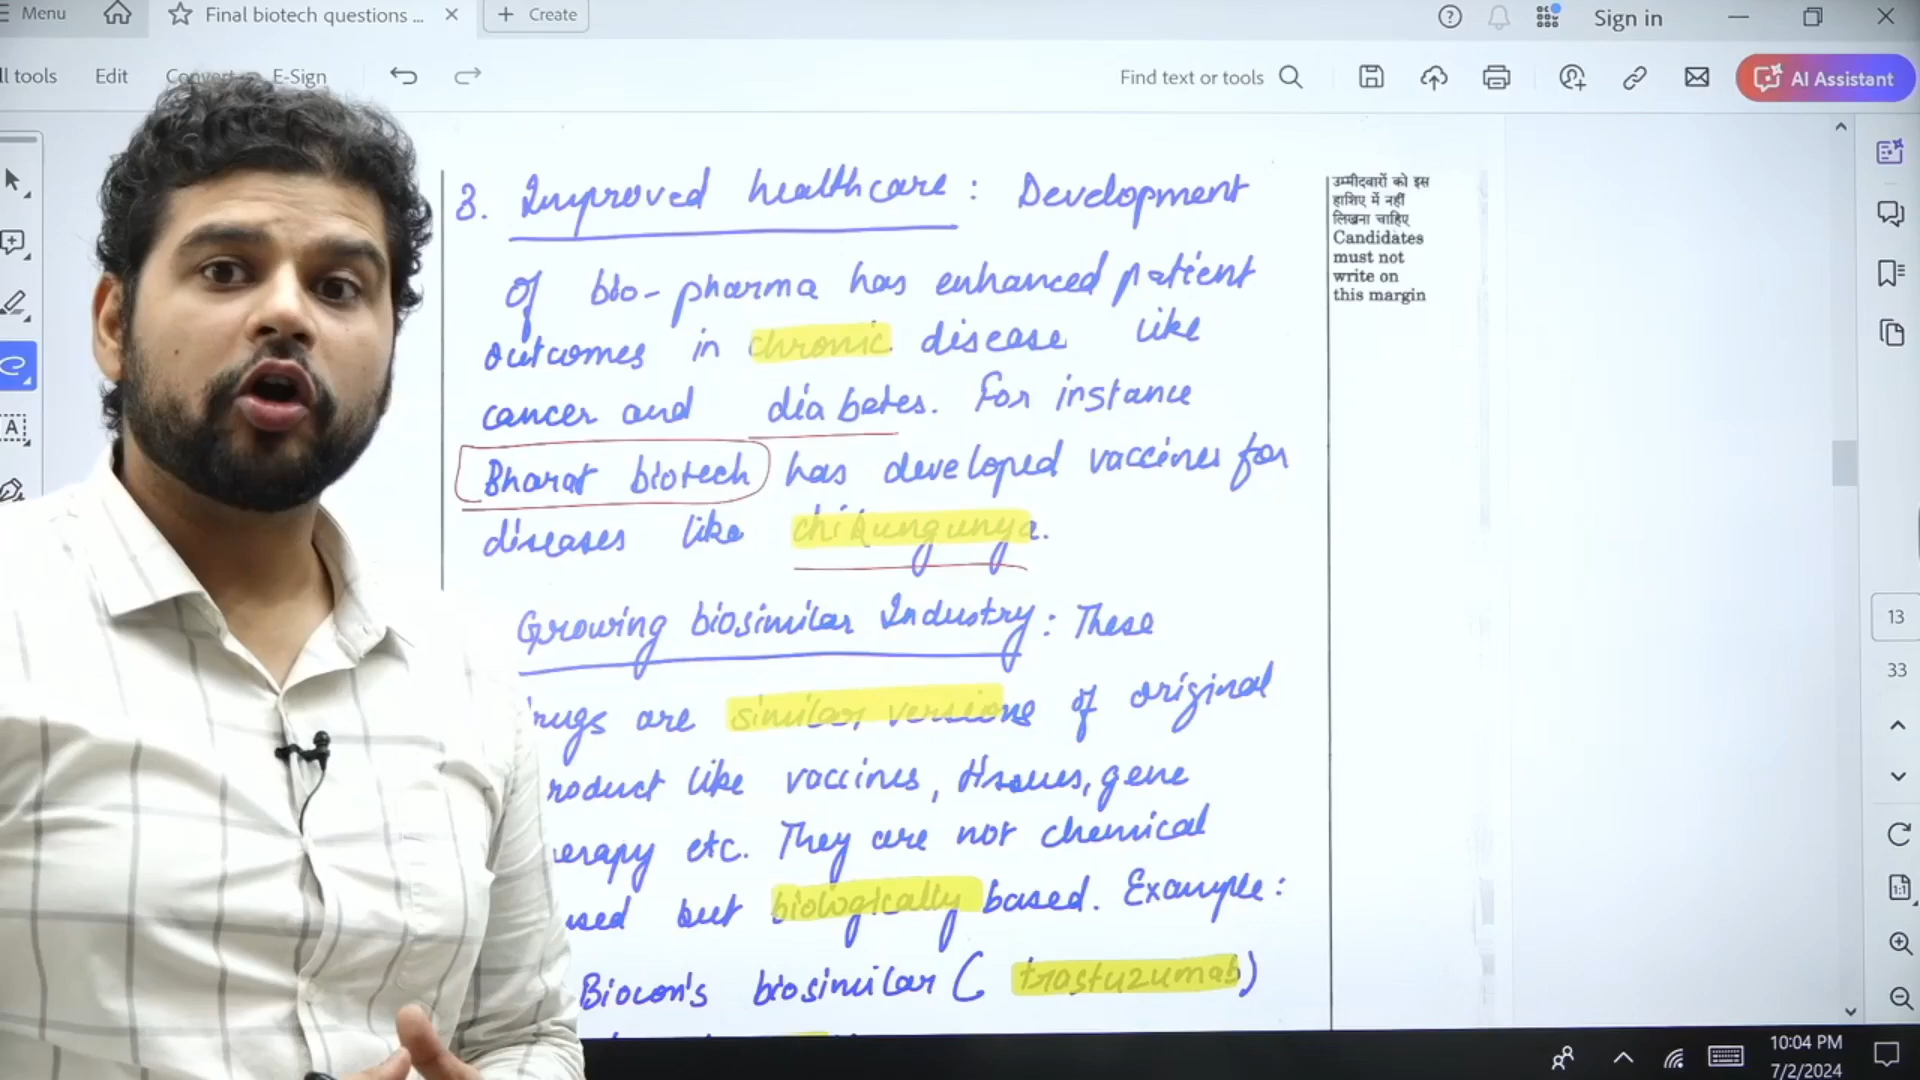 Menu
Final biotech questions ...
Create
Sign in
ll tools
Edit
Convert
E-Sign
Find text or tools
AI Assistant
3. Improved healthcare : Development
of bio-pharma has enhanced patient
outcomes in chronic disease like
cancer and diabetes. For instance
Bharat biotech has developed vaccines for
diseases like chikungunya.
Growing biosimilar Industry : These
rugs are similar versions of original
roduct like vaccines, tissues, gene
erapy etc. They are not chemical
used but biologically based. Example :
Biocon's biosimilar ( trastuzumab)
उम्मीदवारों को इस
हाशिए में नहीं
लिखना चाहिए
Candidates
must not
write on
this margin
13
33
1:1
10:04 PM
7/2/2024